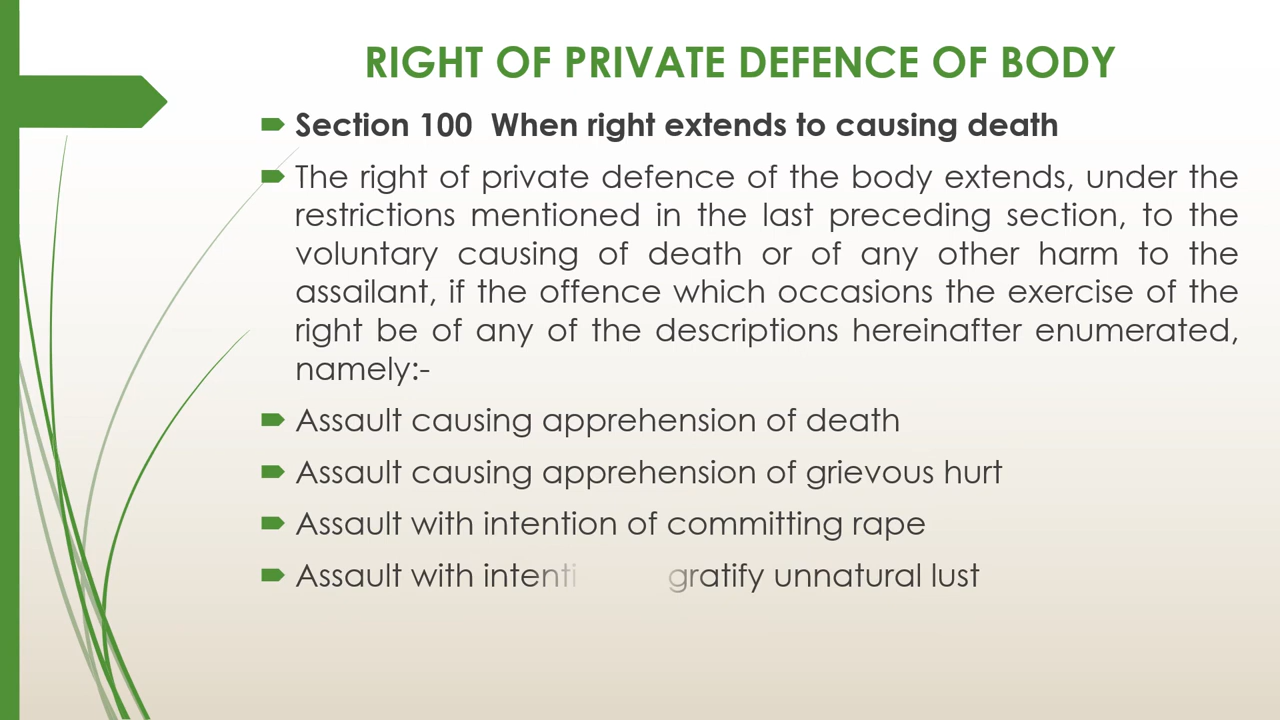 RIGHT OF PRIVATE DEFENCE OF BODY
Section 100 When right extends to causing death
The right of private defence of the body extends, under the
restrictions mentioned in the last preceding section, to the
voluntary causing of death or of any other harm to the
assailant, if the offence which occasions the exercise of the
right be of any of the descriptions hereinafter enumerated,
namely:-
Assault causing apprehension of death
Assault causing apprehension of grievous hurt
Assault with intention of committing rape
Assault with intenti gratify unnatural lust